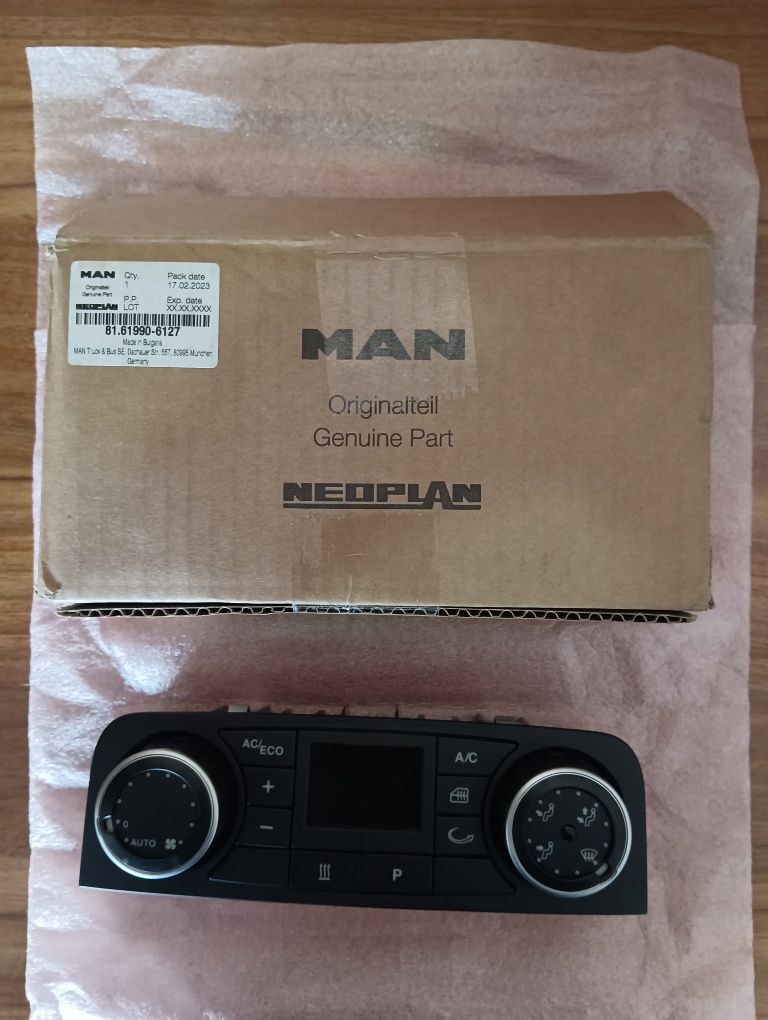 MAN Qty. Pack date
1 17.02.2023
Originalteil
Genuine Part
P.P. Exp. date
NEOPLAN LOT XX.XX.XXXX
81.61990-6127
Made in Bulgaria
MAN Truck & Bus SE, Dachauer Str. 667, 80995 München
Germany
MAN
Originalteil
Genuine Part
NEOPLAN
AC/ECO
A/C
+
−
0
AUTO
P